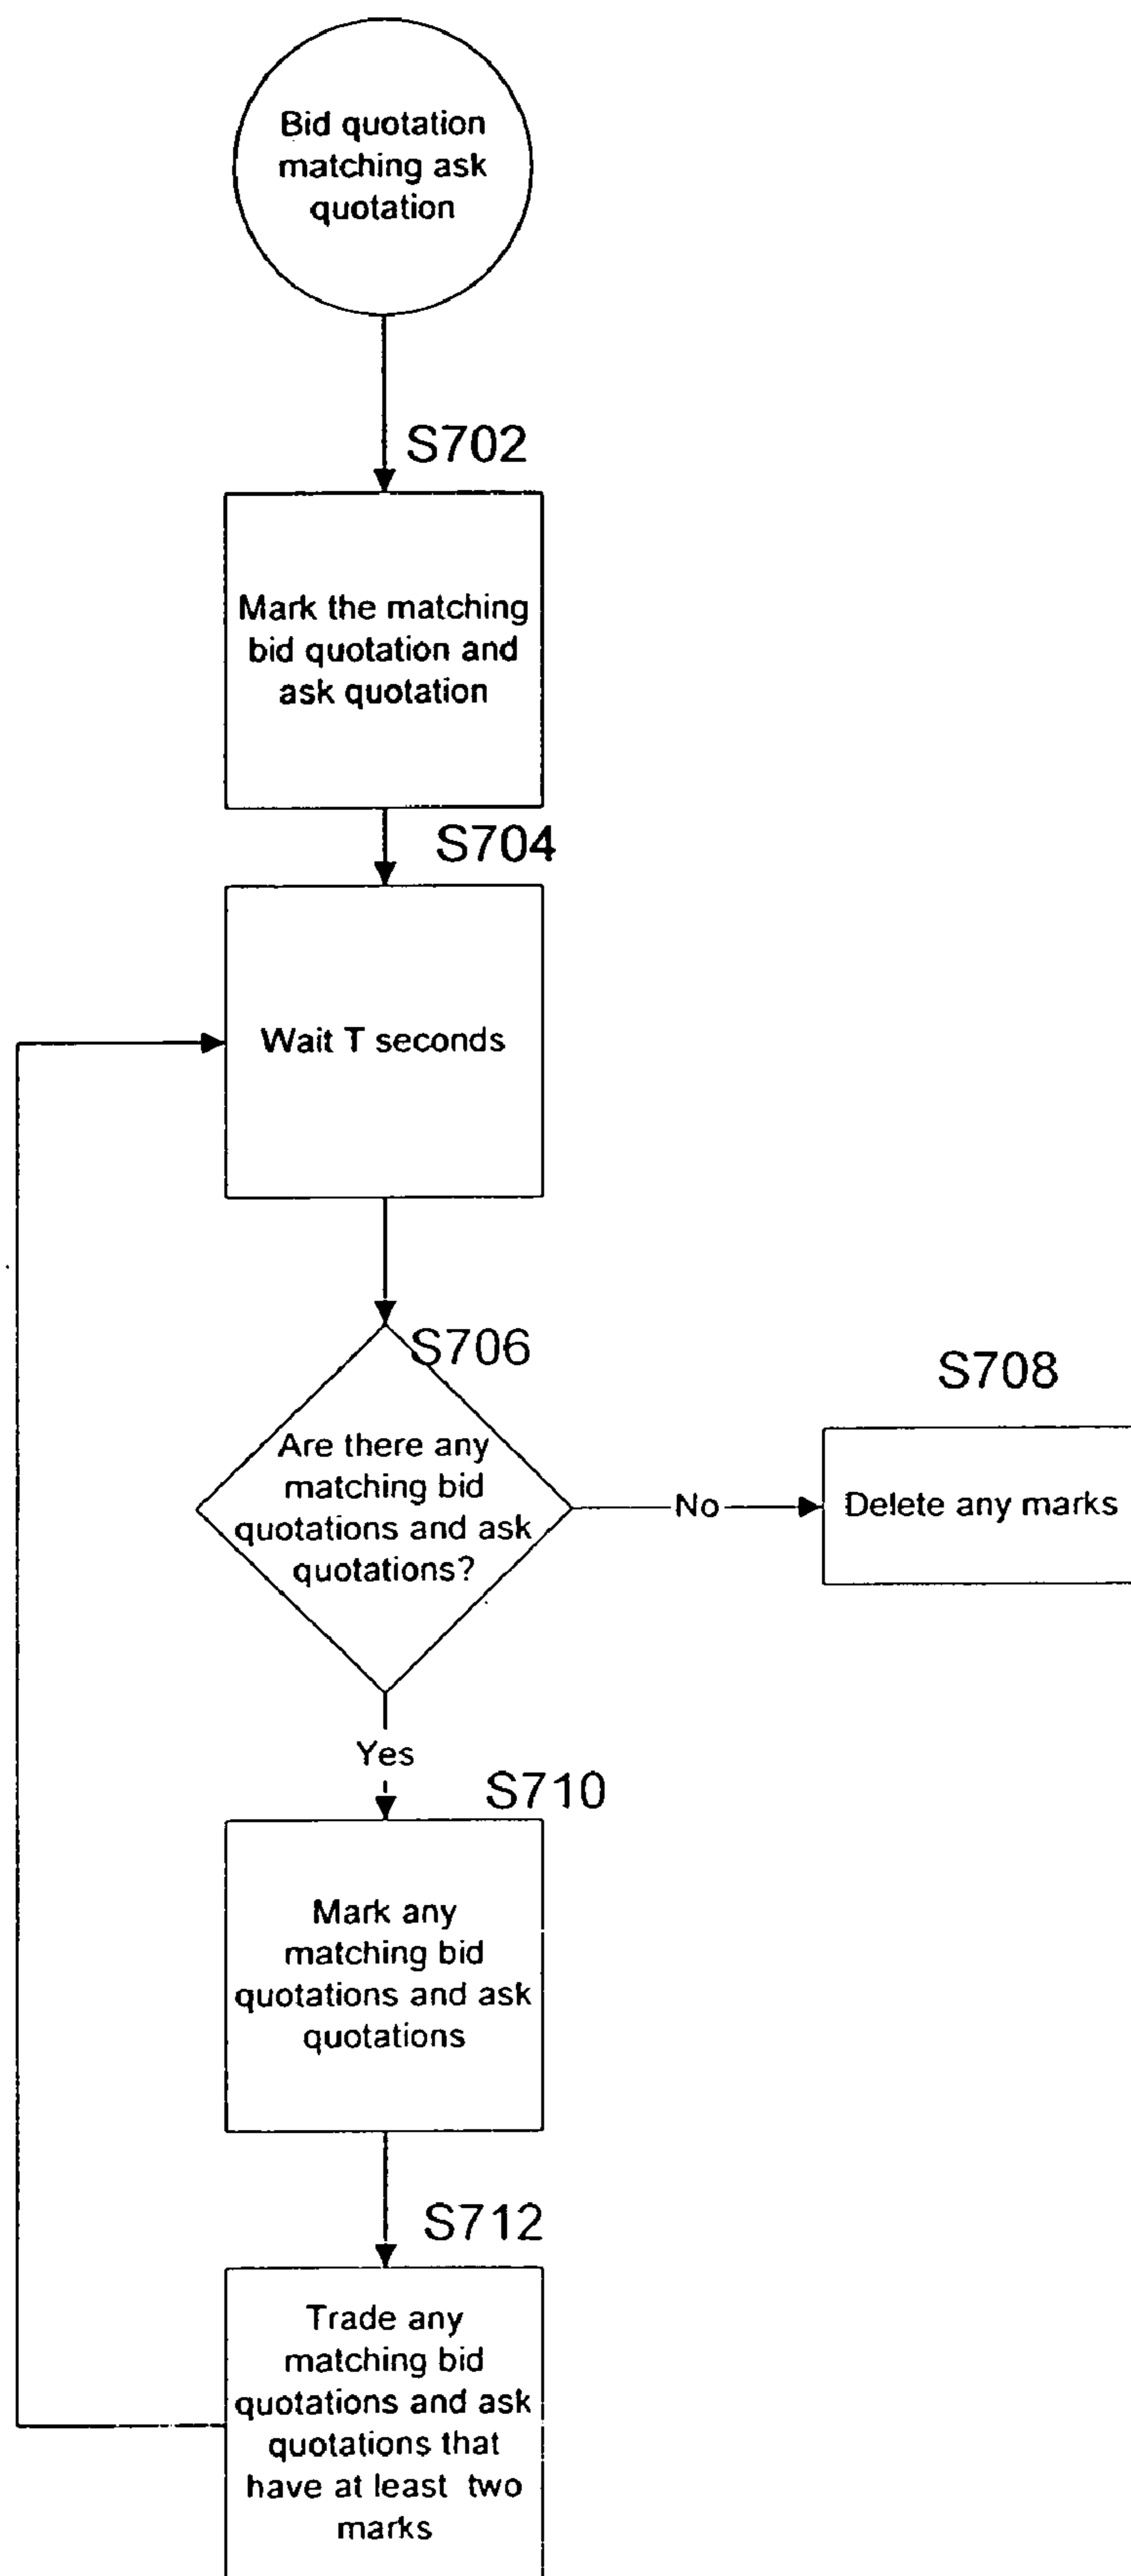 Bid quotation
matching ask
quotation
S702
Mark the matching
bid quotation and
ask quotation
S704
Wait T seconds
S706
Are there any
matching bid
quotations and ask
quotations?
No
S708
Delete any marks
Yes
S710
Mark any
matching bid
quotations and ask
quotations
S712
Trade any
matching bid
quotations and ask
quotations that
have at least two
marks